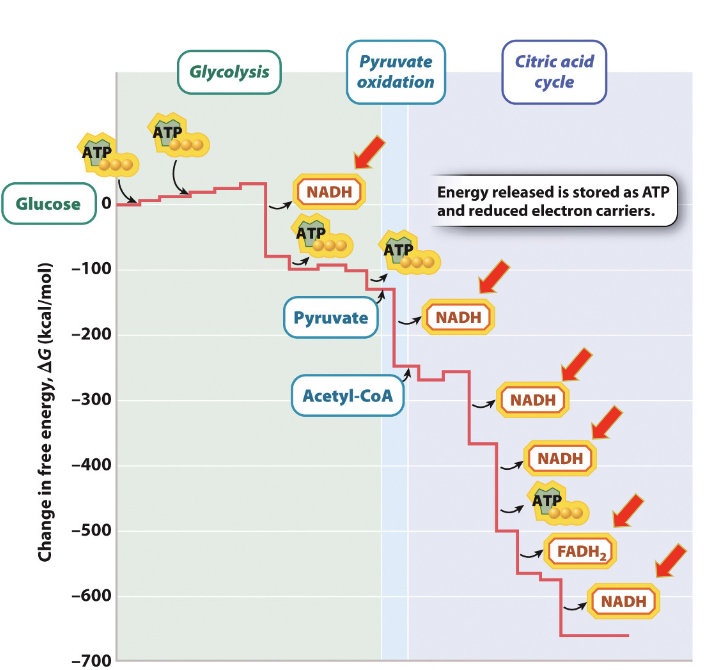 Glycolysis
Pyruvate
oxidation
Citric acid
cycle
ATP
ATP
Glucose
NADH
Energy released is stored as ATP
and reduced electron carriers.
ATP
ATP
Pyruvate
NADH
Acetyl-CoA
NADH
NADH
ATP
FADH₂
NADH
Change in free energy, ΔG (kcal/mol)
0
−100
−200
−300
−400
−500
−600
−700